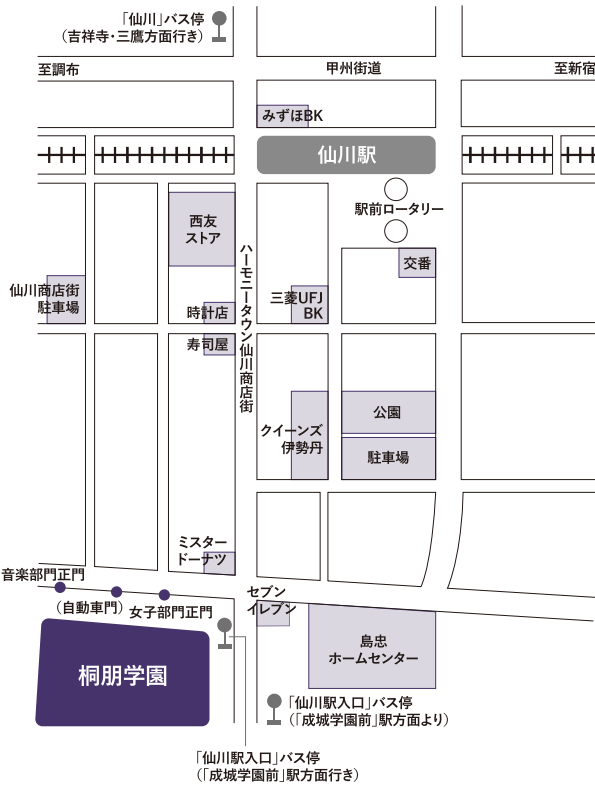 「仙川」バス停
(吉祥寺・三鷹方面行き)
至調布
甲州街道
至新宿
みずほBK
仙川駅
駅前ロータリー
西友
ストア
交番
ハーモニータウン仙川商店街
仙川商店街
駐車場
時計店
三菱UFJ
BK
寿司屋
公園
クイーンズ
伊勢丹
駐車場
ミスター
ドーナツ
音楽部門正門
(自動車門)
女子部門正門
セブン
イレブン
島忠
ホームセンター
桐朋学園
「仙川駅入口」バス停
(「成城学園前」駅方面より)
「仙川駅入口」バス停
(「成城学園前」駅方面行き)